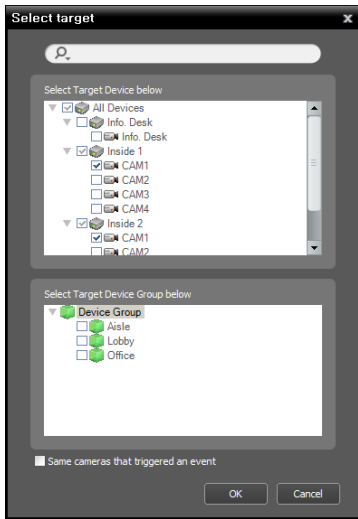 Select target
x
Select Target Device below
All Devices
Info. Desk
Info. Desk
Inside 1
CAM1
CAM2
CAM3
CAM4
Inside 2
CAM1
CAM2
Select Target Device Group below
Device Group
Aisle
Lobby
Office
Same cameras that triggered an event
OK Cancel